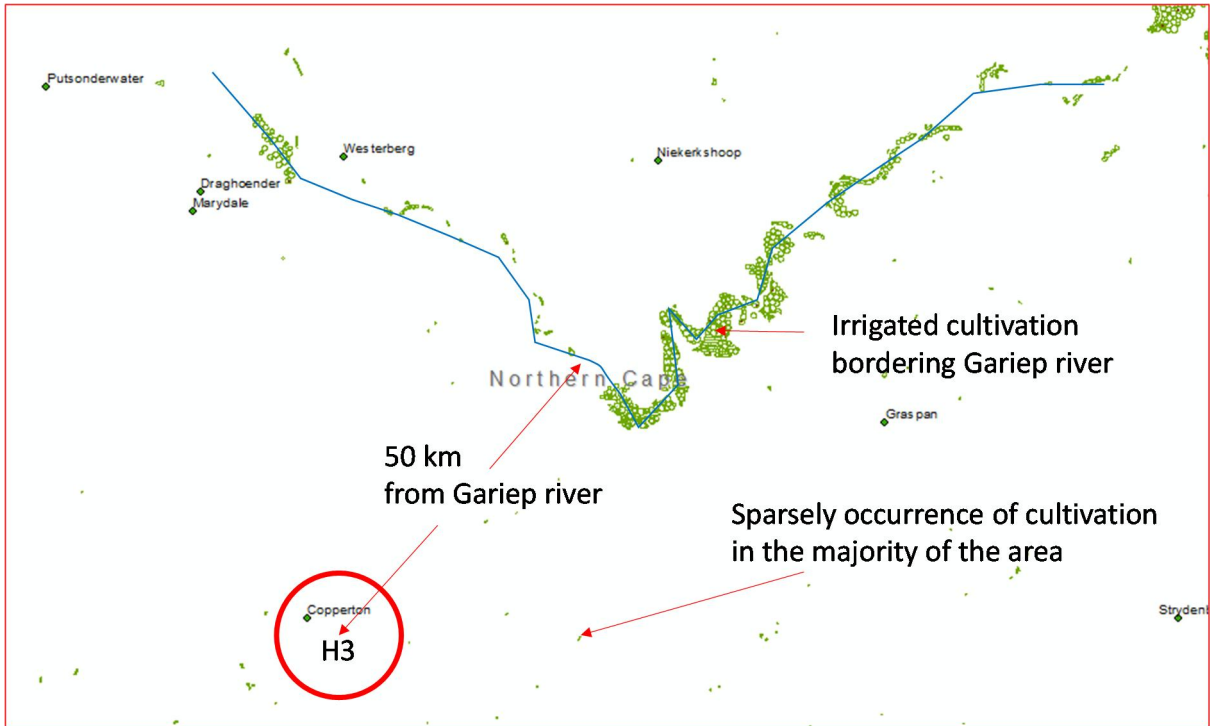 Putsonderwater
Westerberg
Niekerkshoop
Draghoender
Marydale
Irrigated cultivation
bordering Gariep river
Northern Cape
Graspan
50 km
from Gariep river
Sparsely occurrence of cultivation
in the majority of the area
Copperton
Strydenb
H3